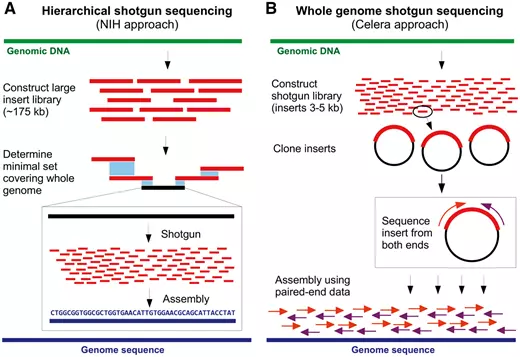 A
Hierarchical shotgun sequencing
(NIH approach)
Genomic DNA
Construct large
insert library
(~175 kb)
Determine
minimal set
covering whole
genome
Shotgun
Assembly
CTGGCGGTGGCGCTGGTGAACATTGTGGAACGCAGCATTACCTAT
Genome sequence
B
Whole genome shotgun sequencing
(Celera approach)
Genomic DNA
Construct
shotgun library
(inserts 3-5 kb)
Clone inserts
Sequence
insert from
both ends
Assembly using
paired-end data
Genome sequence